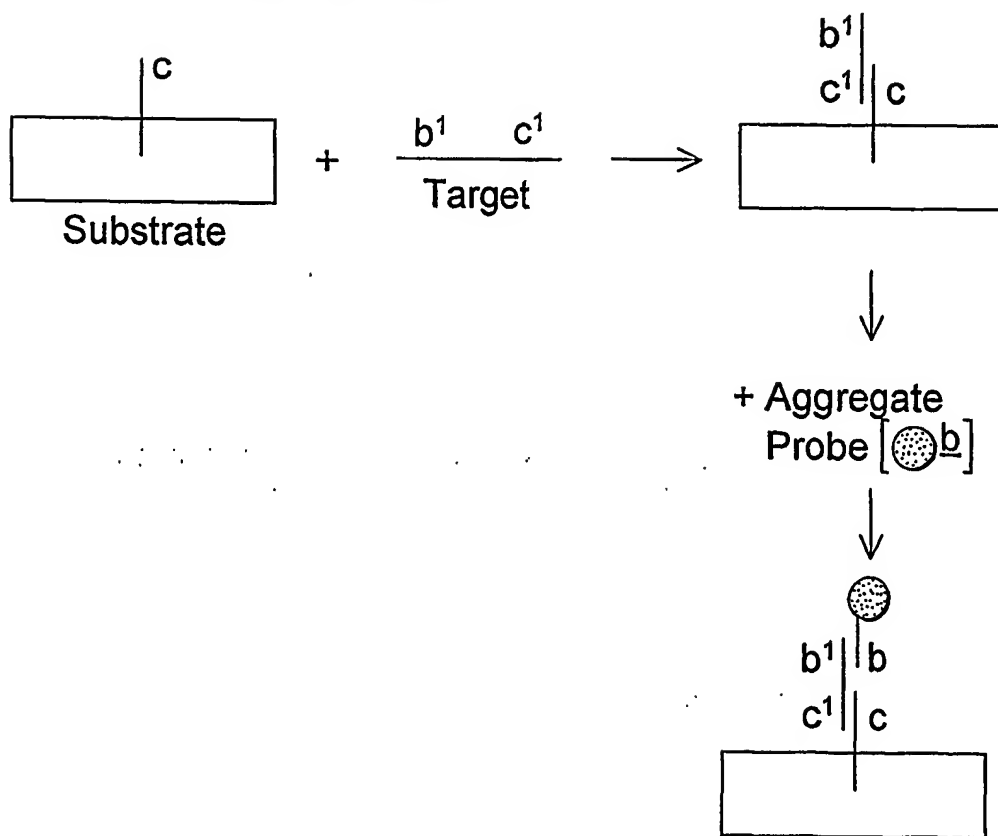 c
Substrate
+
b¹ c¹
Target
b¹
c¹ c
+ Aggregate
Probe [ b]
b¹ b
c¹ c